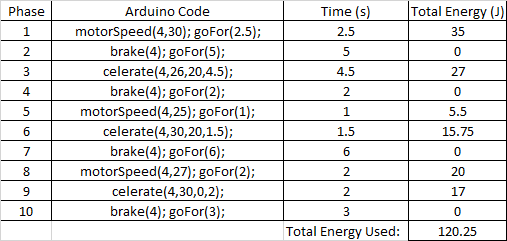 Phase Arduino Code Time (s) Total Energy (J)
1 motorSpeed(4,30); goFor(2.5); 2.5 35
2 brake(4); goFor(5); 5 0
3 celerate(4,26,20,4.5); 4.5 27
4 brake(4); goFor(2); 2 0
5 motorSpeed(4,25); goFor(1); 1 5.5
6 celerate(4,30,20,1.5); 1.5 15.75
7 brake(4); goFor(6); 6 0
8 motorSpeed(4,27); goFor(2); 2 20
9 celerate(4,30,0,2); 2 17
10 brake(4); goFor(3); 3 0
Total Energy Used: 120.25